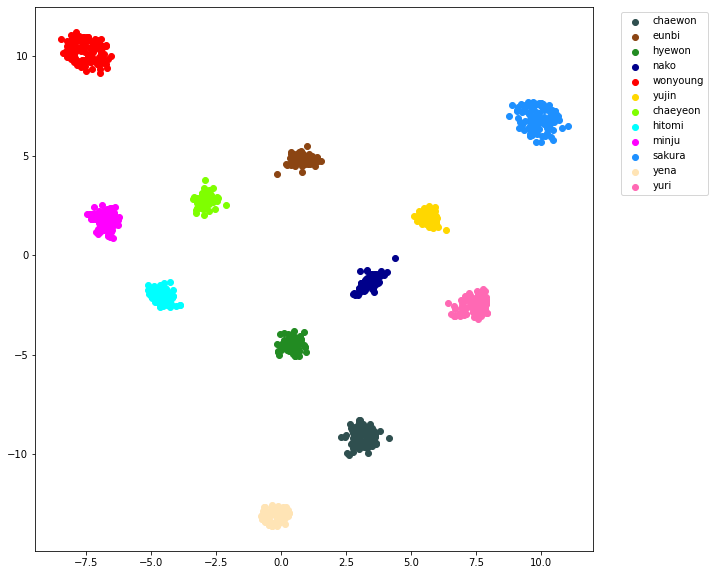 10
5
0
−5
−10
−7.5
−5.0
−2.5
0.0
2.5
5.0
7.5
10.0
chaewon
eunbi
hyewon
nako
wonyoung
yujin
chaeyeon
hitomi
minju
sakura
yena
yuri